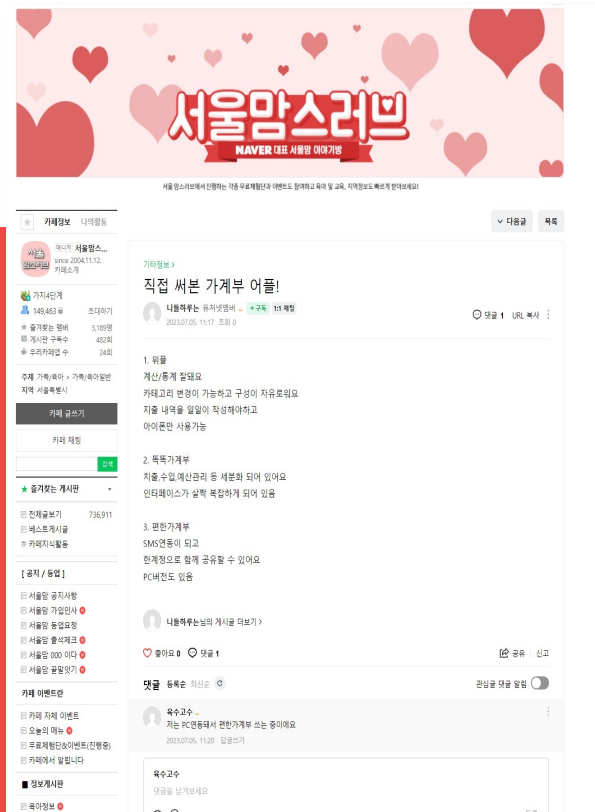 서울맘스러브
NAVER 대표 서울맘 이야기방
서울 맘스러브에서 진행하는 각종 무료체험단과 이벤트도 참여하고 육아 및 교육, 지역정보도 빠르게 받아보세요!
카페정보 나의활동
다음글 목록
매니저 서울맘스...
since 2004.11.12.
카페소개
가지4단계
149,463 초대하기
즐겨찾는 멤버 3,189명
게시판 구독수 482회
우리카페앱 수 24회
주제 가족/육아 > 가족/육아일반
지역 서울특별시
카페 글쓰기
카페 채팅
검색
즐겨찾는 게시판
전체글보기 736,911
베스트게시글
카페지식활동
[ 공지 / 등업 ]
서울맘 공지사항
서울맘 가입인사
서울맘 등업요청
서울맘 출석체크
서울맘 000 이다
서울맘 끝말잇기
카페 이벤트란
카페 자체 이벤트
오늘의 메뉴
무료체험단&이벤트(진행중)
카페에서 알립니다
■ 정보게시판
육아정보
기타정보 >
직접 써본 가계부 어플!
니들하루는 퓨처넷멤버 + 구독 1:1 채팅
2023.07.05. 11:17 조회 0
댓글 1 URL 복사
1. 위플
계산/통계 잘돼요
카테고리 변경이 가능하고 구성이 자유로워요
지출 내역을 일일이 작성해야하고
아이폰만 사용가능
2. 똑똑가계부
지출,수입,예산관리 등 세분화 되어 있어요
인터페이스가 살짝 복잡하게 되어 있음
3. 편한가계부
SMS연동이 되고
한계정으로 함께 공유할 수 있어요
PC버전도 있음
니들하루는님의 게시글 더보기 >
좋아요 0 댓글 1
공유 신고
댓글 등록순 최신순
관심글 댓글 알림
육수고수
저는 PC연동돼서 편한가계부 쓰는 중이에요
2023.07.05. 11:20 답글쓰기
육수고수
댓글을 남겨보세요